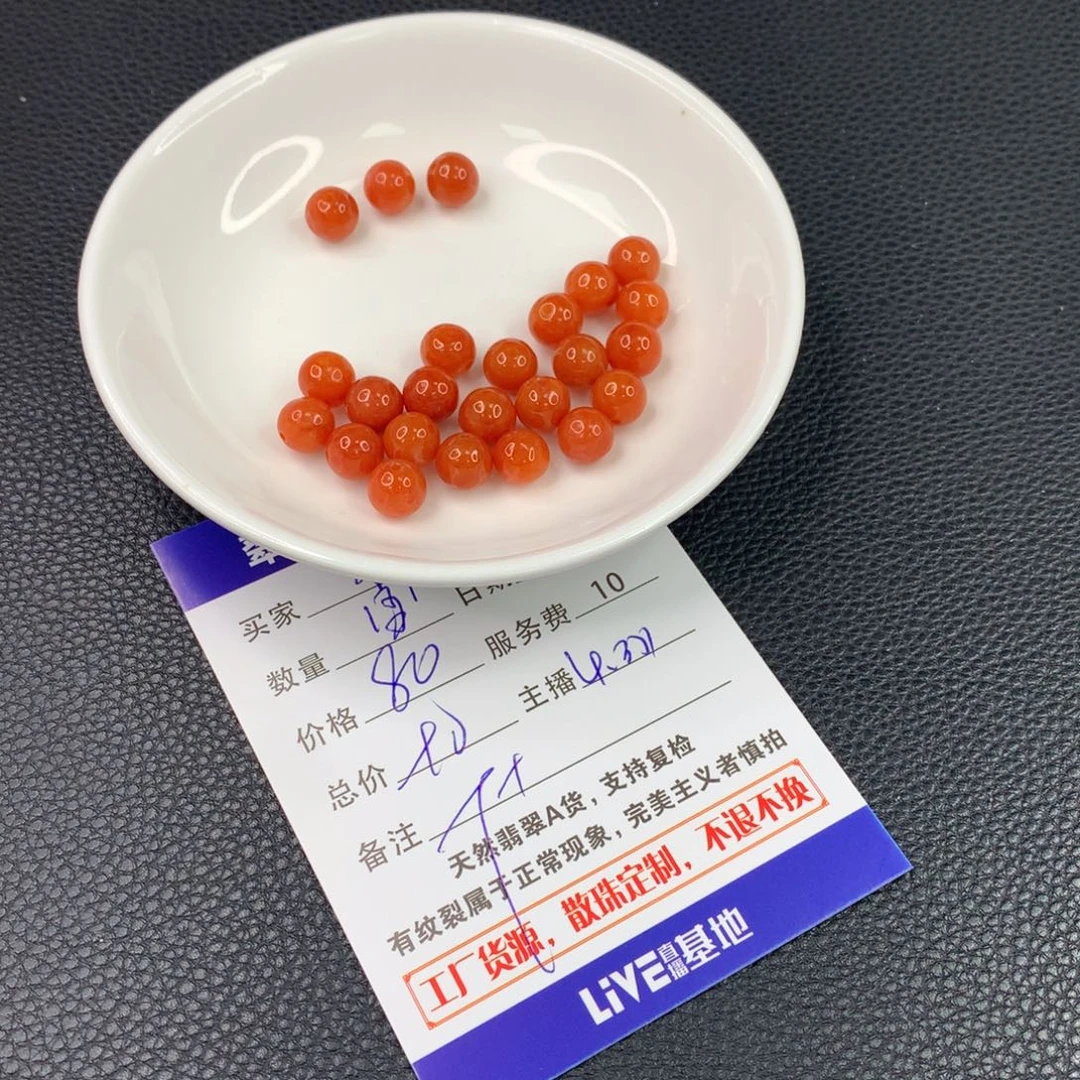 买家
数量 服务费 10
价格 80 主播
总价
备注
天然翡翠A货，支持复检
有纹裂属于正常现象，完美主义者慎拍
工厂货源，散珠定制，不退不换
LiVE直播基地